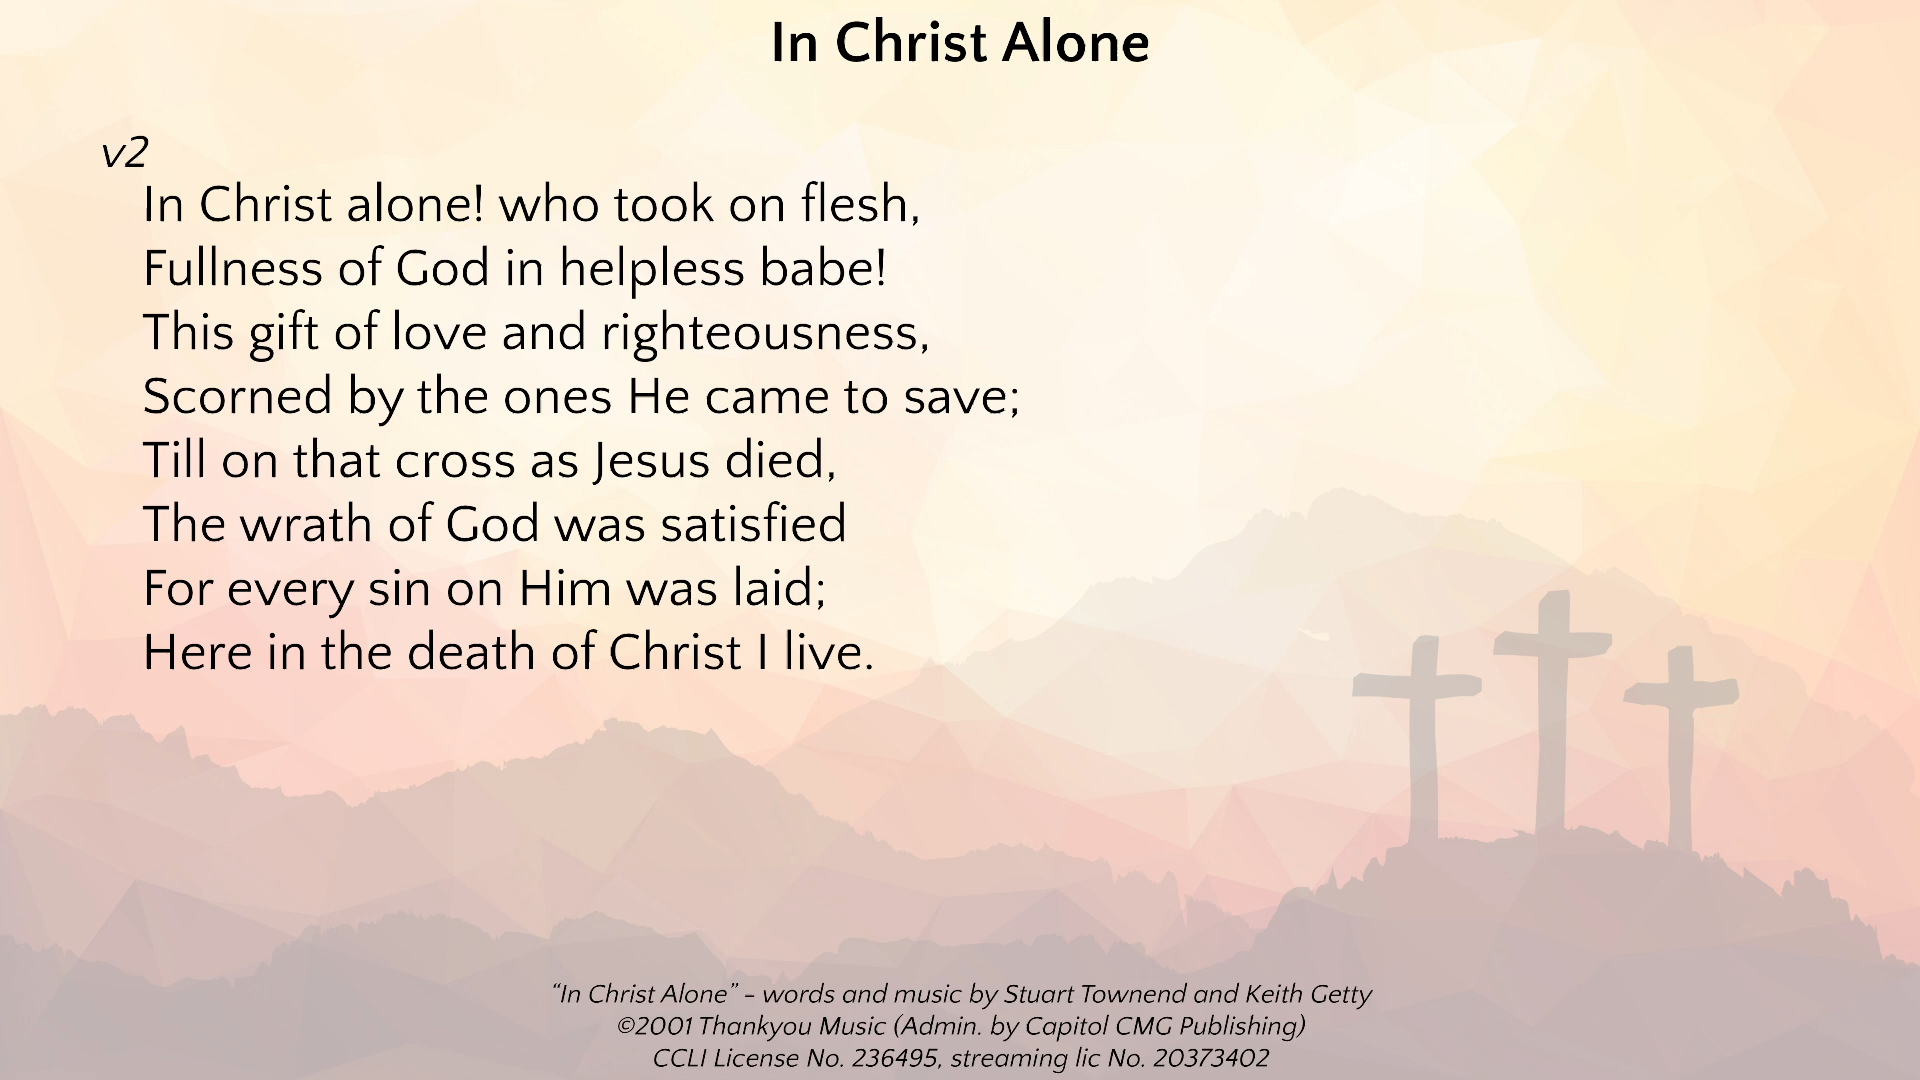 In Christ Alone
v2
In Christ alone! who took on flesh,
Fullness of God in helpless babe!
This gift of love and righteousness,
Scorned by the ones He came to save;
Till on that cross as Jesus died,
The wrath of God was satisfied
For every sin on Him was laid;
Here in the death of Christ I live.
“In Christ Alone” – words and music by Stuart Townend and Keith Getty
©2001 Thankyou Music (Admin. by Capitol CMG Publishing)
CCLI License No. 236495, streaming lic No. 20373402